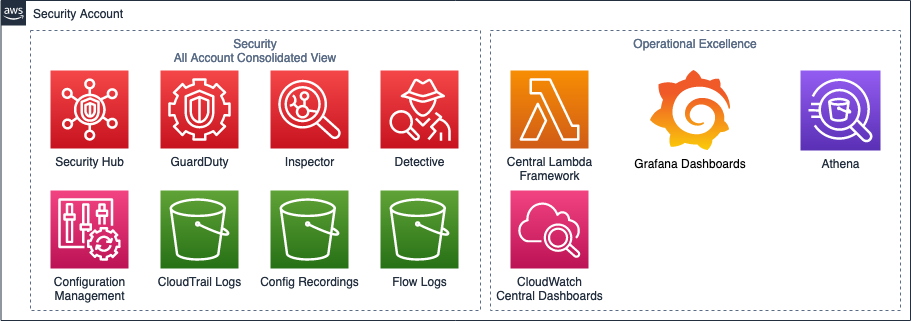 aws
Security Account
Security
All Account Consolidated View
Operational Excellence
Security Hub
GuardDuty
Inspector
Detective
Central Lambda
Framework
Grafana Dashboards
Athena
Configuration
Management
CloudTrail Logs
Config Recordings
Flow Logs
CloudWatch
Central Dashboards